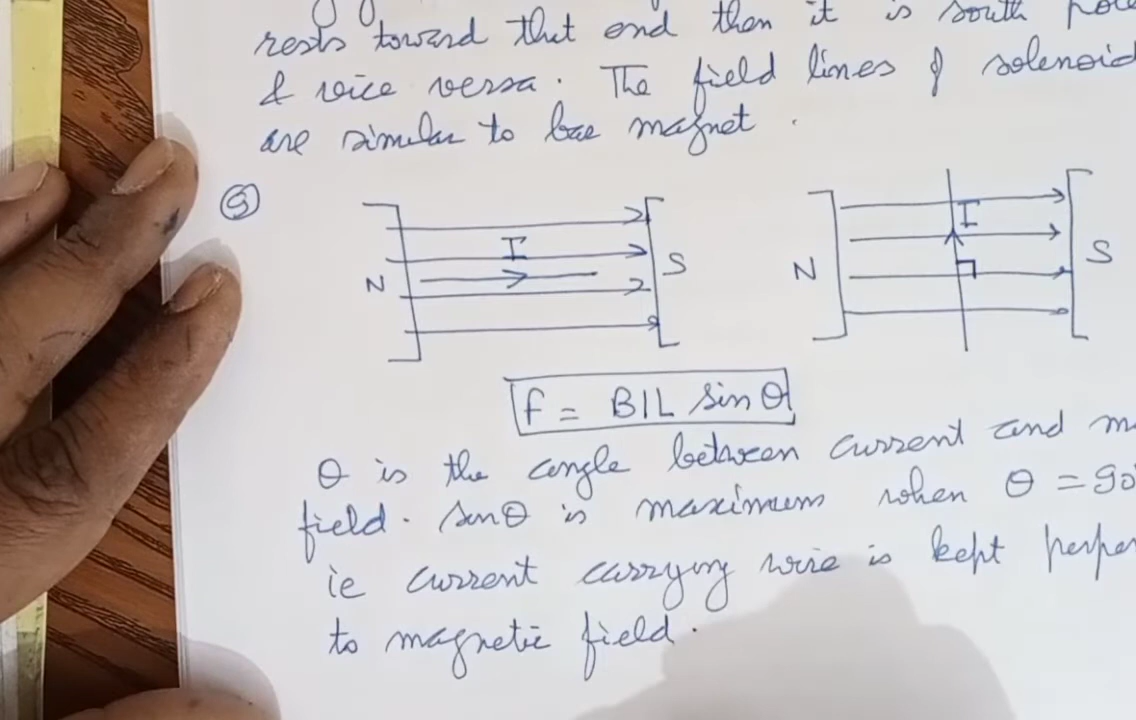 rests toward that end then it is south pole
& vice versa. The field lines of solenoid
are similar to bar magnet.
9
I
N
S
I
N
S
F = BIL sin θ
θ is the angle between current and m
field. sinθ is maximum when θ = 90°
ie current carrying wire is kept perpe
to magnetic field.